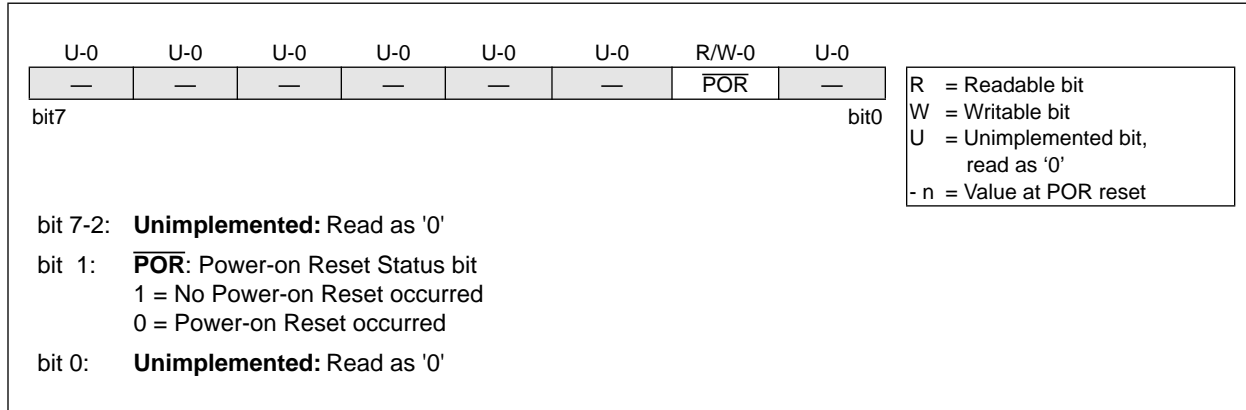 U-0 U-0 U-0 U-0 U-0 U-0 R/W-0 U-0
— — — — — — P̅O̅R̅ —
bit7 bit0
R = Readable bit
W = Writable bit
U = Unimplemented bit,
read as ‘0’
- n = Value at POR reset
bit 7-2: Unimplemented: Read as '0'
bit 1: P̅O̅R̅: Power-on Reset Status bit
1 = No Power-on Reset occurred
0 = Power-on Reset occurred
bit 0: Unimplemented: Read as '0'